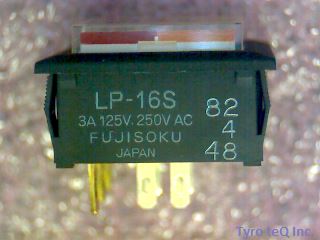 LP-16S
3A 125V. 250V AC
FUJISOKU
JAPAN
82
4
48
Tyro teQ Inc.